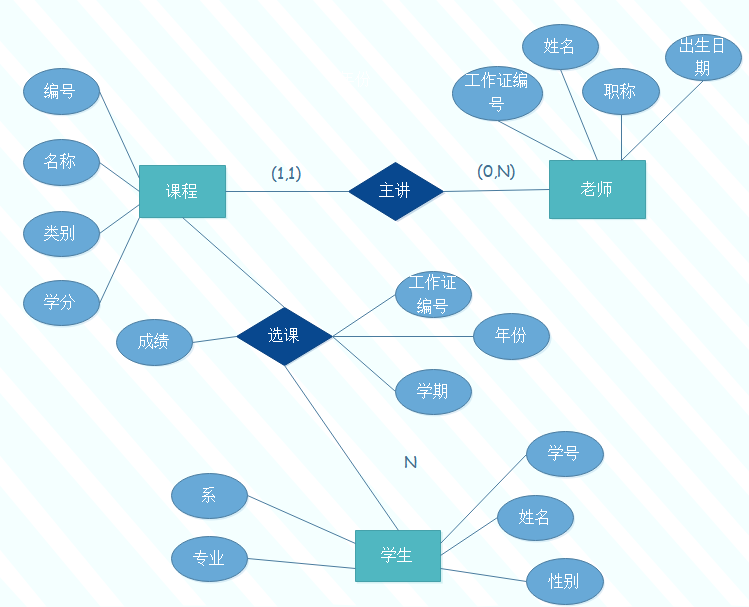 姓名
出生日
期
工作证编
号
职称
编号
名称
课程
(1,1)
主讲
(0,N)
老师
类别
学分
工作证
编号
成绩
选课
年份
学期
N
学号
系
姓名
专业
学生
性别